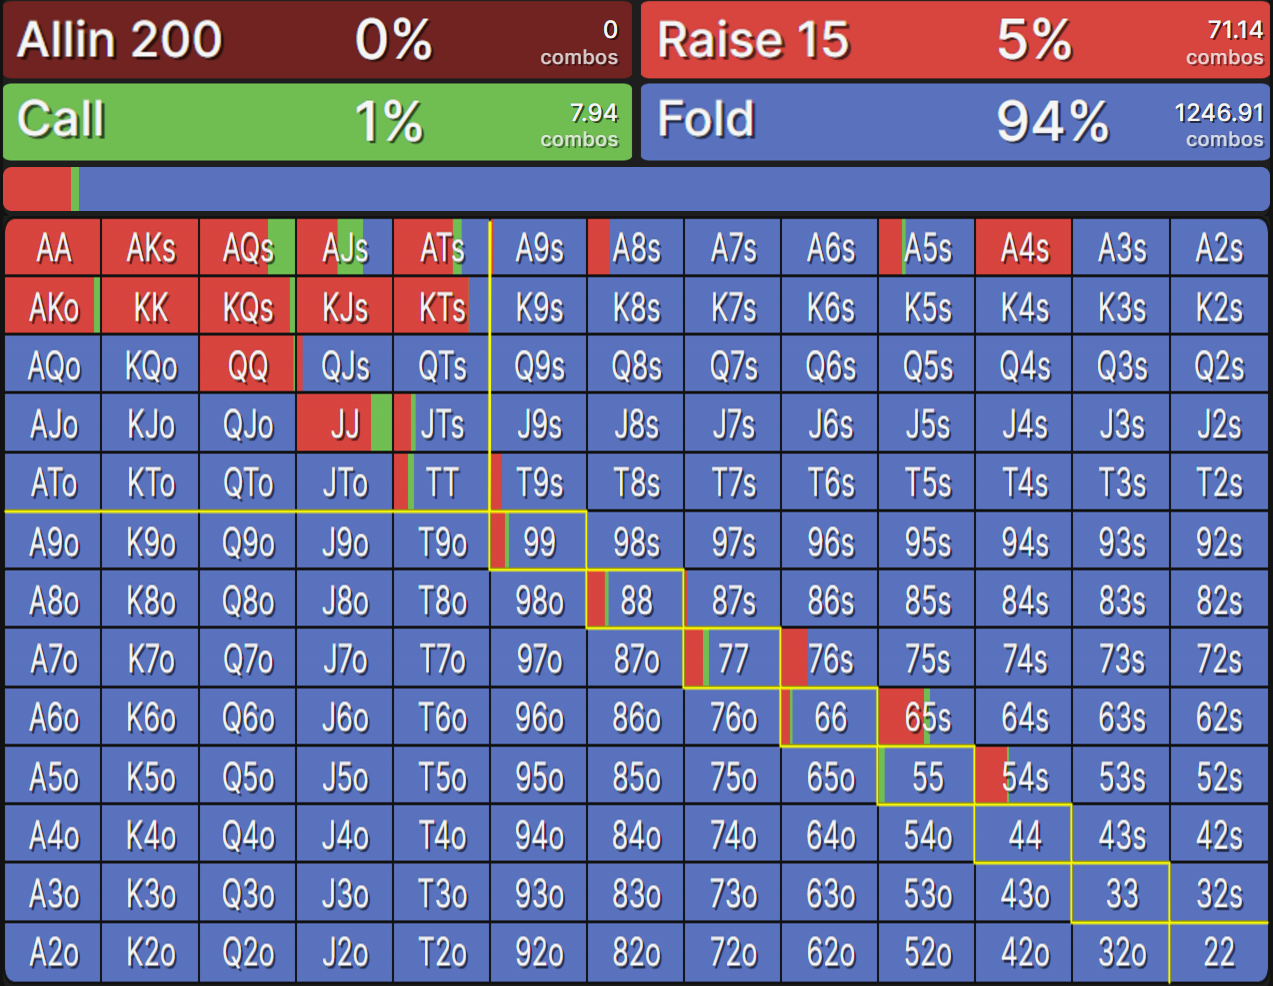 Allin 200 0% 0 combos Raise 15 5% 71.14 combos
Call 1% 7.94 combos Fold 94% 1246.91 combos
AA AKs AQs AJs ATs A9s A8s A7s A6s A5s A4s A3s A2s
AKo KK KQs KJs KTs K9s K8s K7s K6s K5s K4s K3s K2s
AQo KQo QQ QJs QTs Q9s Q8s Q7s Q6s Q5s Q4s Q3s Q2s
AJo KJo QJo JJ JTs J9s J8s J7s J6s J5s J4s J3s J2s
ATo KTo QTo JTo TT T9s T8s T7s T6s T5s T4s T3s T2s
A9o K9o Q9o J9o T9o 99 98s 97s 96s 95s 94s 93s 92s
A8o K8o Q8o J8o T8o 98o 88 87s 86s 85s 84s 83s 82s
A7o K7o Q7o J7o T7o 97o 87o 77 76s 75s 74s 73s 72s
A6o K6o Q6o J6o T6o 96o 86o 76o 66 65s 64s 63s 62s
A5o K5o Q5o J5o T5o 95o 85o 75o 65o 55 54s 53s 52s
A4o K4o Q4o J4o T4o 94o 84o 74o 64o 54o 44 43s 42s
A3o K3o Q3o J3o T3o 93o 83o 73o 63o 53o 43o 33 32s
A2o K2o Q2o J2o T2o 92o 82o 72o 62o 52o 42o 32o 22